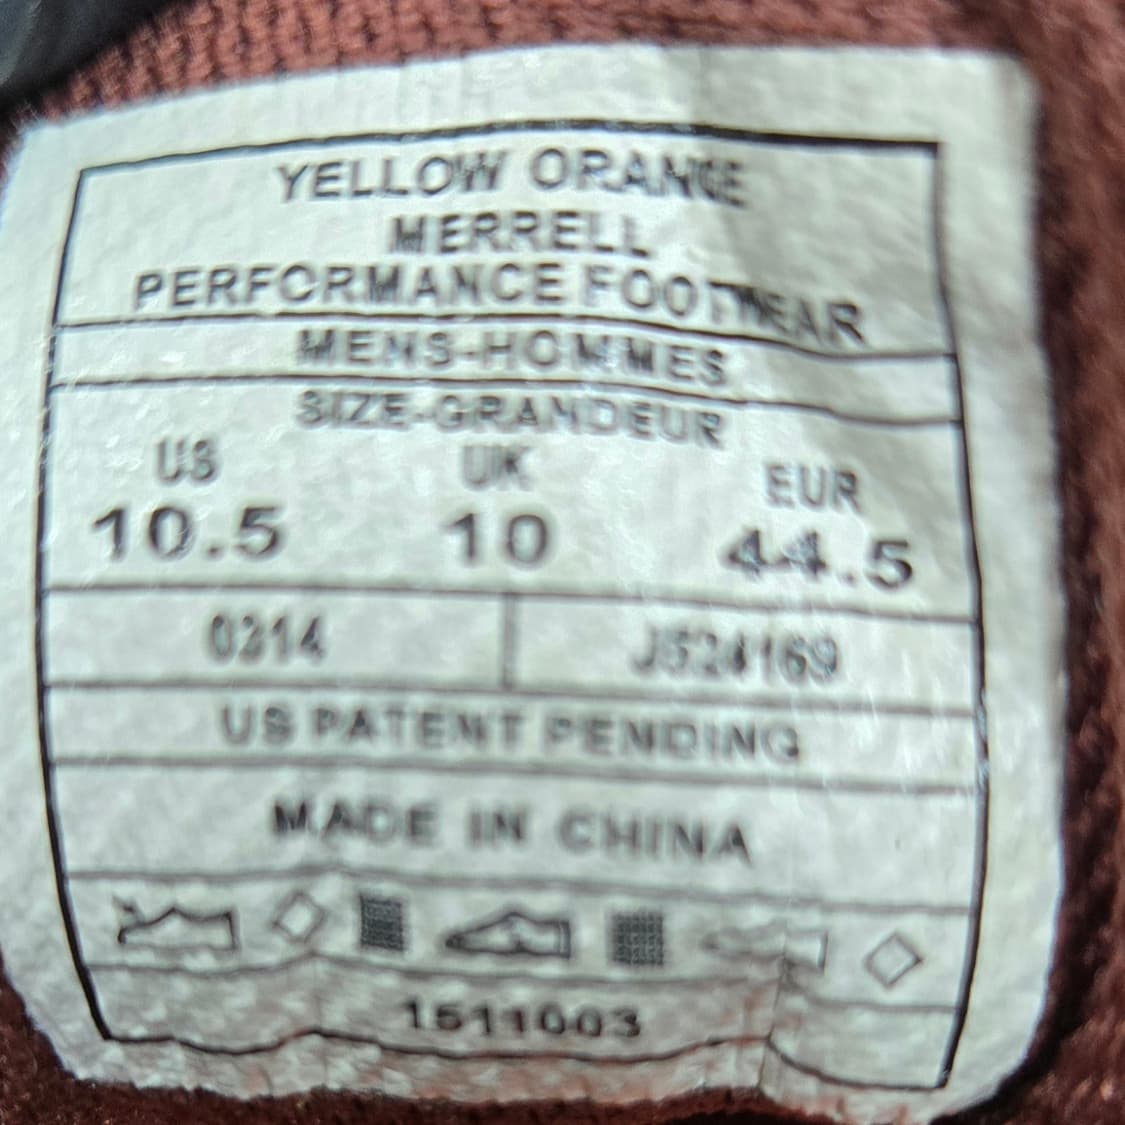 YELLOW ORANGE
MERRELL
PERFORMANCE FOOTWEAR
MENS-HOMMES
SIZE-GRANDEUR
US UK EUR
10.5 10 44.5
0314 J524169
US PATENT PENDING
MADE IN CHINA
1511003